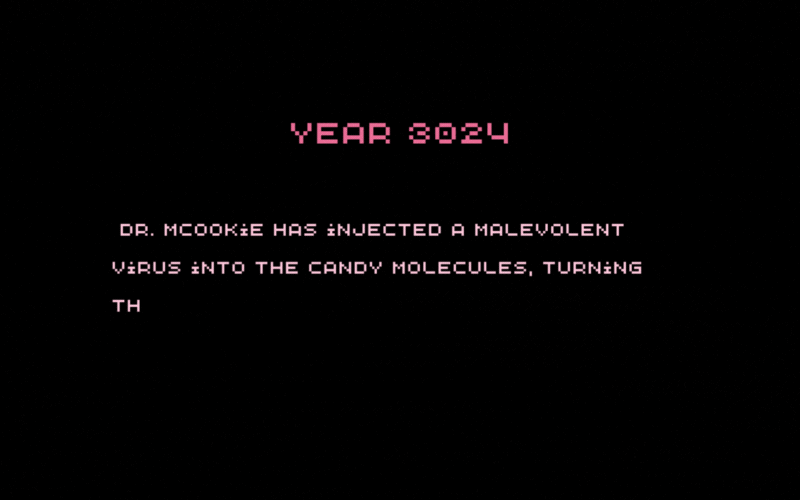 YEAR 3024
DR. MCOOKiE HAS iNJECTED A MALEVOLENT
ViRUS iNTO THE CANDY MOLECULES, TURNiNG
TH